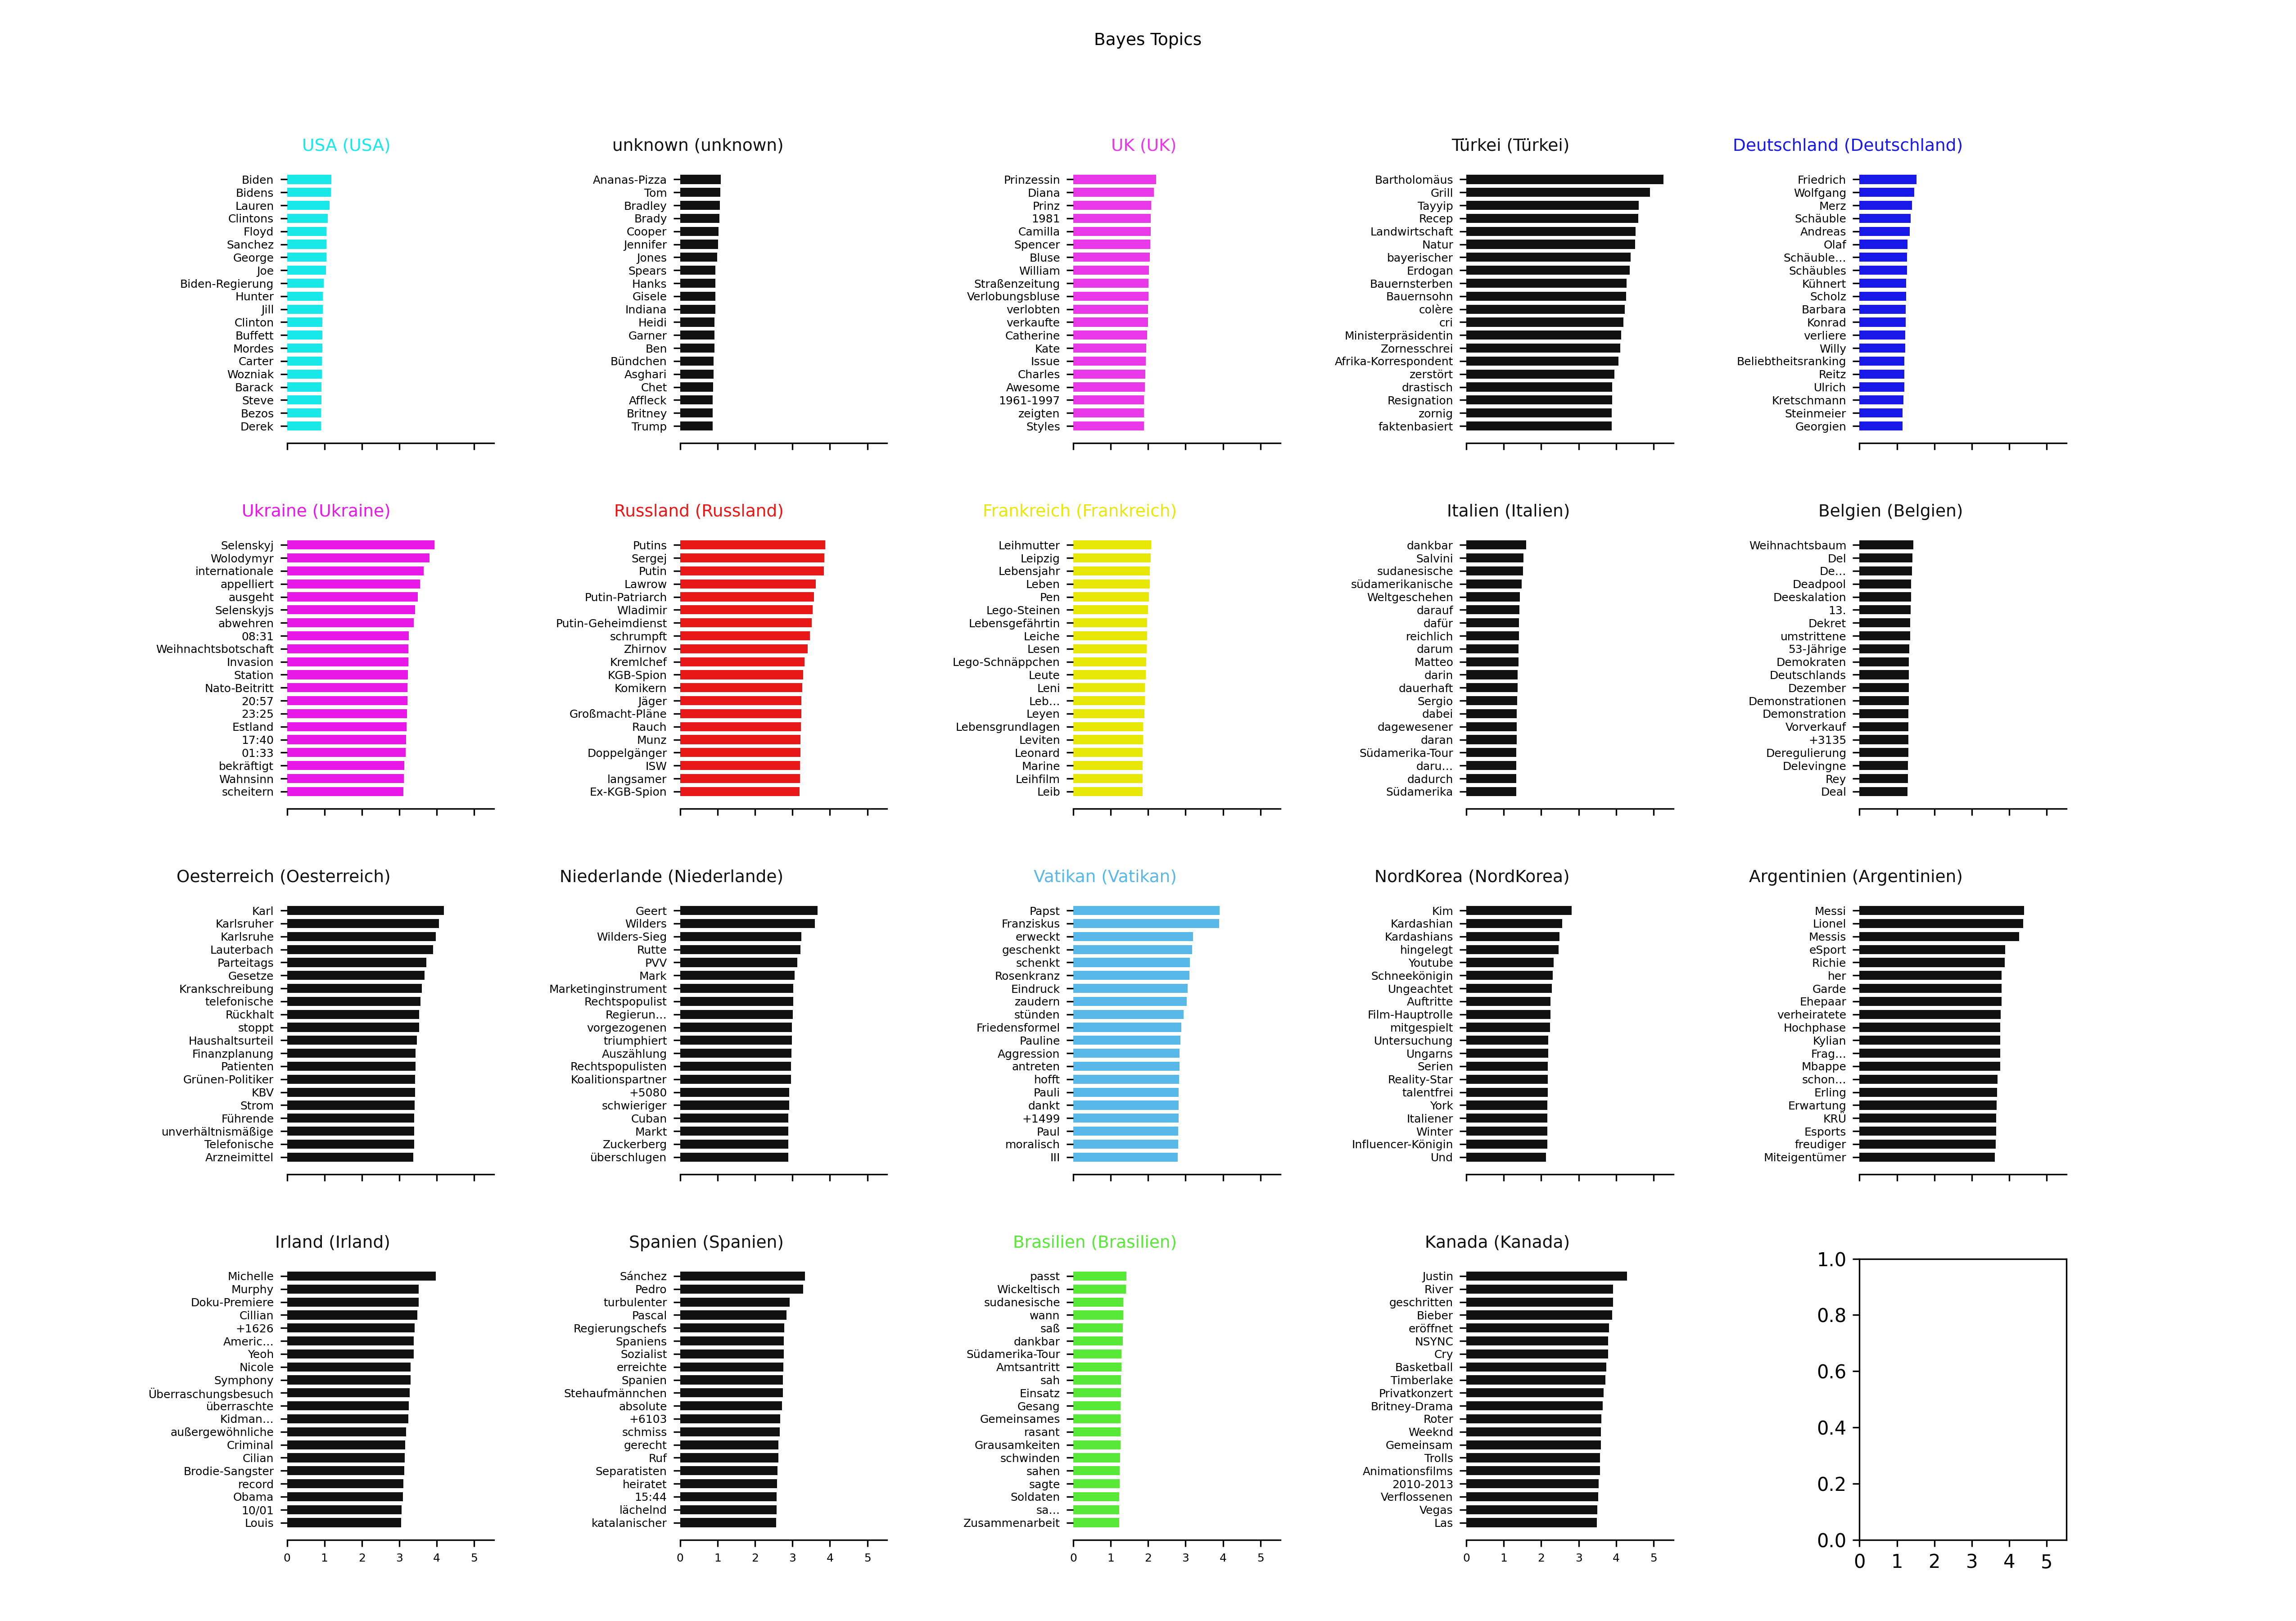 Bayes Topics
USA (USA)
Biden
Bidens
Lauren
Clintons
Floyd
Sanchez
George
Joe
Biden-Regierung
Hunter
Jill
Clinton
Buffett
Mordes
Carter
Wozniak
Barack
Steve
Bezos
Derek
unknown (unknown)
Ananas-Pizza
Tom
Bradley
Brady
Cooper
Jennifer
Jones
Spears
Hanks
Gisele
Indiana
Heidi
Garner
Ben
Bündchen
Asghari
Chet
Affleck
Britney
Trump
UK (UK)
Prinzessin
Diana
Prinz
1981
Camilla
Spencer
Bluse
William
Straßenzeitung
Verlobungsbluse
verlobten
verkaufte
Catherine
Kate
Issue
Charles
Awesome
1961-1997
zeigten
Styles
Türkei (Türkei)
Bartholomäus
Grill
Tayyip
Recep
Landwirtschaft
Natur
bayerischer
Erdogan
Bauernsterben
Bauernsohn
colère
cri
Ministerpräsidentin
Zornesschrei
Afrika-Korrespondent
zerstört
drastisch
Resignation
zornig
faktenbasiert
Deutschland (Deutschland)
Friedrich
Wolfgang
Merz
Schäuble
Andreas
Olaf
Schäuble…
Schäubles
Kühnert
Scholz
Barbara
Konrad
verliere
Willy
Beliebtheitsranking
Reitz
Ulrich
Kretschmann
Steinmeier
Georgien
Ukraine (Ukraine)
Selenskyj
Wolodymyr
internationale
appelliert
ausgeht
Selenskyjs
abwehren
08:31
Weihnachtsbotschaft
Invasion
Station
Nato-Beitritt
20:57
23:25
Estland
17:40
01:33
bekräftigt
Wahnsinn
scheitern
Russland (Russland)
Putins
Sergej
Putin
Lawrow
Putin-Patriarch
Wladimir
Putin-Geheimdienst
schrumpft
Zhirnov
Kremlchef
KGB-Spion
Komikern
Jäger
Großmacht-Pläne
Rauch
Munz
Doppelgänger
ISW
langsamer
Ex-KGB-Spion
Frankreich (Frankreich)
Leihmutter
Leipzig
Lebensjahr
Leben
Pen
Lego-Steinen
Lebensgefährtin
Leiche
Lesen
Lego-Schnäppchen
Leute
Leni
Leb…
Leyen
Lebensgrundlagen
Leviten
Leonard
Marine
Leihfilm
Leib
Italien (Italien)
dankbar
Salvini
sudanesische
südamerikanische
Weltgeschehen
darauf
dafür
reichlich
darum
Matteo
darin
dauerhaft
Sergio
dabei
dagewesener
daran
Südamerika-Tour
daru…
dadurch
Südamerika
Belgien (Belgien)
Weihnachtsbaum
Del
De…
Deadpool
Deeskalation
13.
Dekret
umstrittene
53-Jährige
Demokraten
Deutschlands
Dezember
Demonstrationen
Demonstration
Vorverkauf
+3135
Deregulierung
Delevingne
Rey
Deal
Oesterreich (Oesterreich)
Karl
Karlsruher
Karlsruhe
Lauterbach
Parteitags
Gesetze
Krankschreibung
telefonische
Rückhalt
stoppt
Haushaltsurteil
Finanzplanung
Patienten
Grünen-Politiker
KBV
Strom
Führende
unverhältnismäßige
Telefonische
Arzneimittel
Niederlande (Niederlande)
Geert
Wilders
Wilders-Sieg
Rutte
PVV
Mark
Marketinginstrument
Rechtspopulist
Regierun…
vorgezogenen
triumphiert
Auszählung
Rechtspopulisten
Koalitionspartner
+5080
schwieriger
Cuban
Markt
Zuckerberg
überschlugen
Vatikan (Vatikan)
Papst
Franziskus
erweckt
geschenkt
schenkt
Rosenkranz
Eindruck
zaudern
stünden
Friedensformel
Pauline
Aggression
antreten
hofft
Pauli
dankt
+1499
Paul
moralisch
III
NordKorea (NordKorea)
Kim
Kardashian
Kardashians
hingelegt
Youtube
Schneekönigin
Ungeachtet
Auftritte
Film-Hauptrolle
mitgespielt
Untersuchung
Ungarns
Serien
Reality-Star
talentfrei
York
Italiener
Winter
Influencer-Königin
Und
Argentinien (Argentinien)
Messi
Lionel
Messis
eSport
Richie
her
Garde
Ehepaar
verheiratete
Hochphase
Kylian
Frag…
Mbappe
schon…
Erling
Erwartung
KRÜ
Esports
freudiger
Miteigentümer
Irland (Irland)
Michelle
Murphy
Doku-Premiere
Cillian
+1626
Americ…
Yeoh
Nicole
Symphony
Überraschungsbesuch
überraschte
Kidman…
außergewöhnliche
Criminal
Cilian
Brodie-Sangster
record
Obama
10/01
Louis
0 1 2 3 4 5
Spanien (Spanien)
Sánchez
Pedro
turbulenter
Pascal
Regierungschefs
Spaniens
Sozialist
erreichte
Spanien
Stehaufmännchen
absolute
+6103
schmiss
gerecht
Ruf
Separatisten
heiratet
15:44
lächelnd
katalanischer
0 1 2 3 4 5
Brasilien (Brasilien)
passt
Wickeltisch
sudanesische
wann
saß
dankbar
Südamerika-Tour
Amtsantritt
sah
Einsatz
Gesang
Gemeinsames
rasant
Grausamkeiten
schwinden
sahen
sagte
Soldaten
sa…
Zusammenarbeit
0 1 2 3 4 5
Kanada (Kanada)
Justin
River
geschritten
Bieber
eröffnet
NSYNC
Cry
Basketball
Timberlake
Privatkonzert
Britney-Drama
Roter
Weeknd
Gemeinsam
Trolls
Animationsfilms
2010-2013
Verflossenen
Vegas
Las
0 1 2 3 4 5
1.0
0.8
0.6
0.4
0.2
0.0
0 1 2 3 4 5